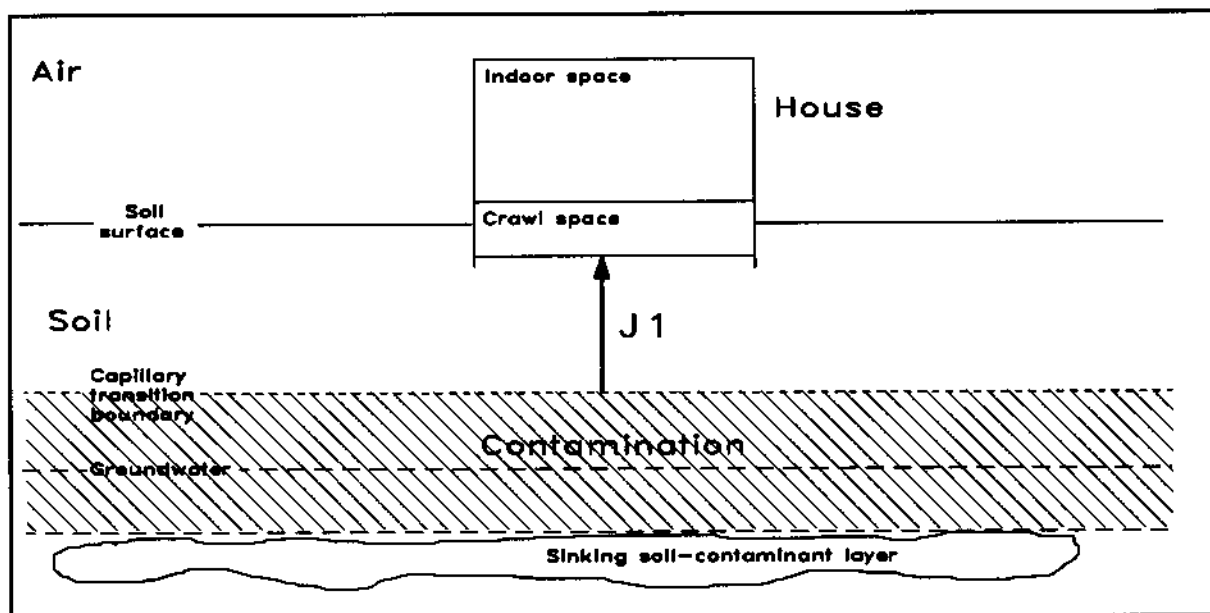 Air
Indoor space
House
Soil
surface
Crawl space
Soil
J1
Capillary
transition
boundary
Contamination
Groundwater
Sinking soil-contaminant layer